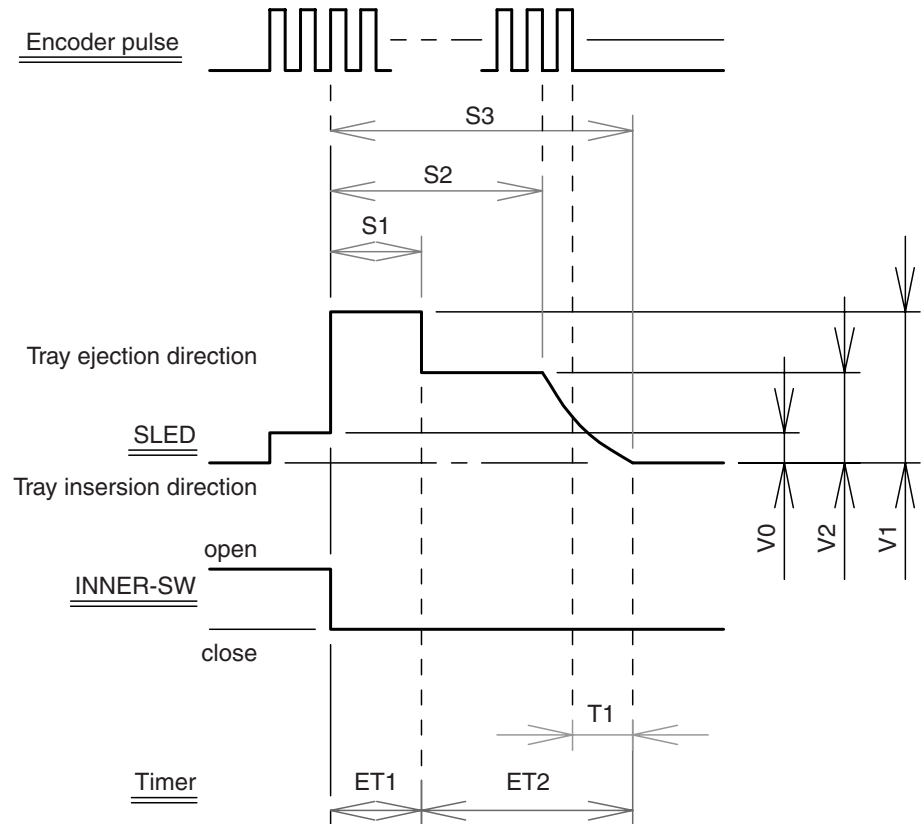 Encoder pulse
S3
S2
S1
Tray ejection direction
SLED
Tray insersion direction
V0
V2
V1
open
INNER-SW
close
T1
Timer
ET1
ET2